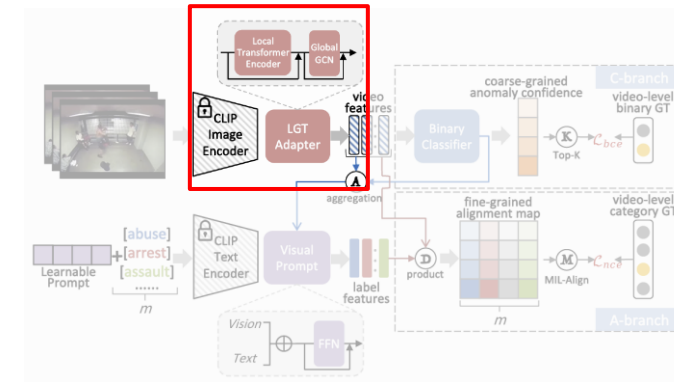 Local
Transformer
Encoder
Global
GCN
CLIP
Image
Encoder
LGT
Adapter
video
features
Binary
Classifier
coarse-grained
anomaly confidence
C-branch
video-level
binary GT
K
Top-K
ℒbce
A
aggregation
[abuse]
[arrest]
[assault]
......
m
+
Learnable
Prompt
CLIP
Text
Encoder
Visual
Prompt
label
features
D
product
fine-grained
alignment map
m
M
MIL-Align
ℒnce
video-level
category GT
A-branch
Vision
Text
FFN